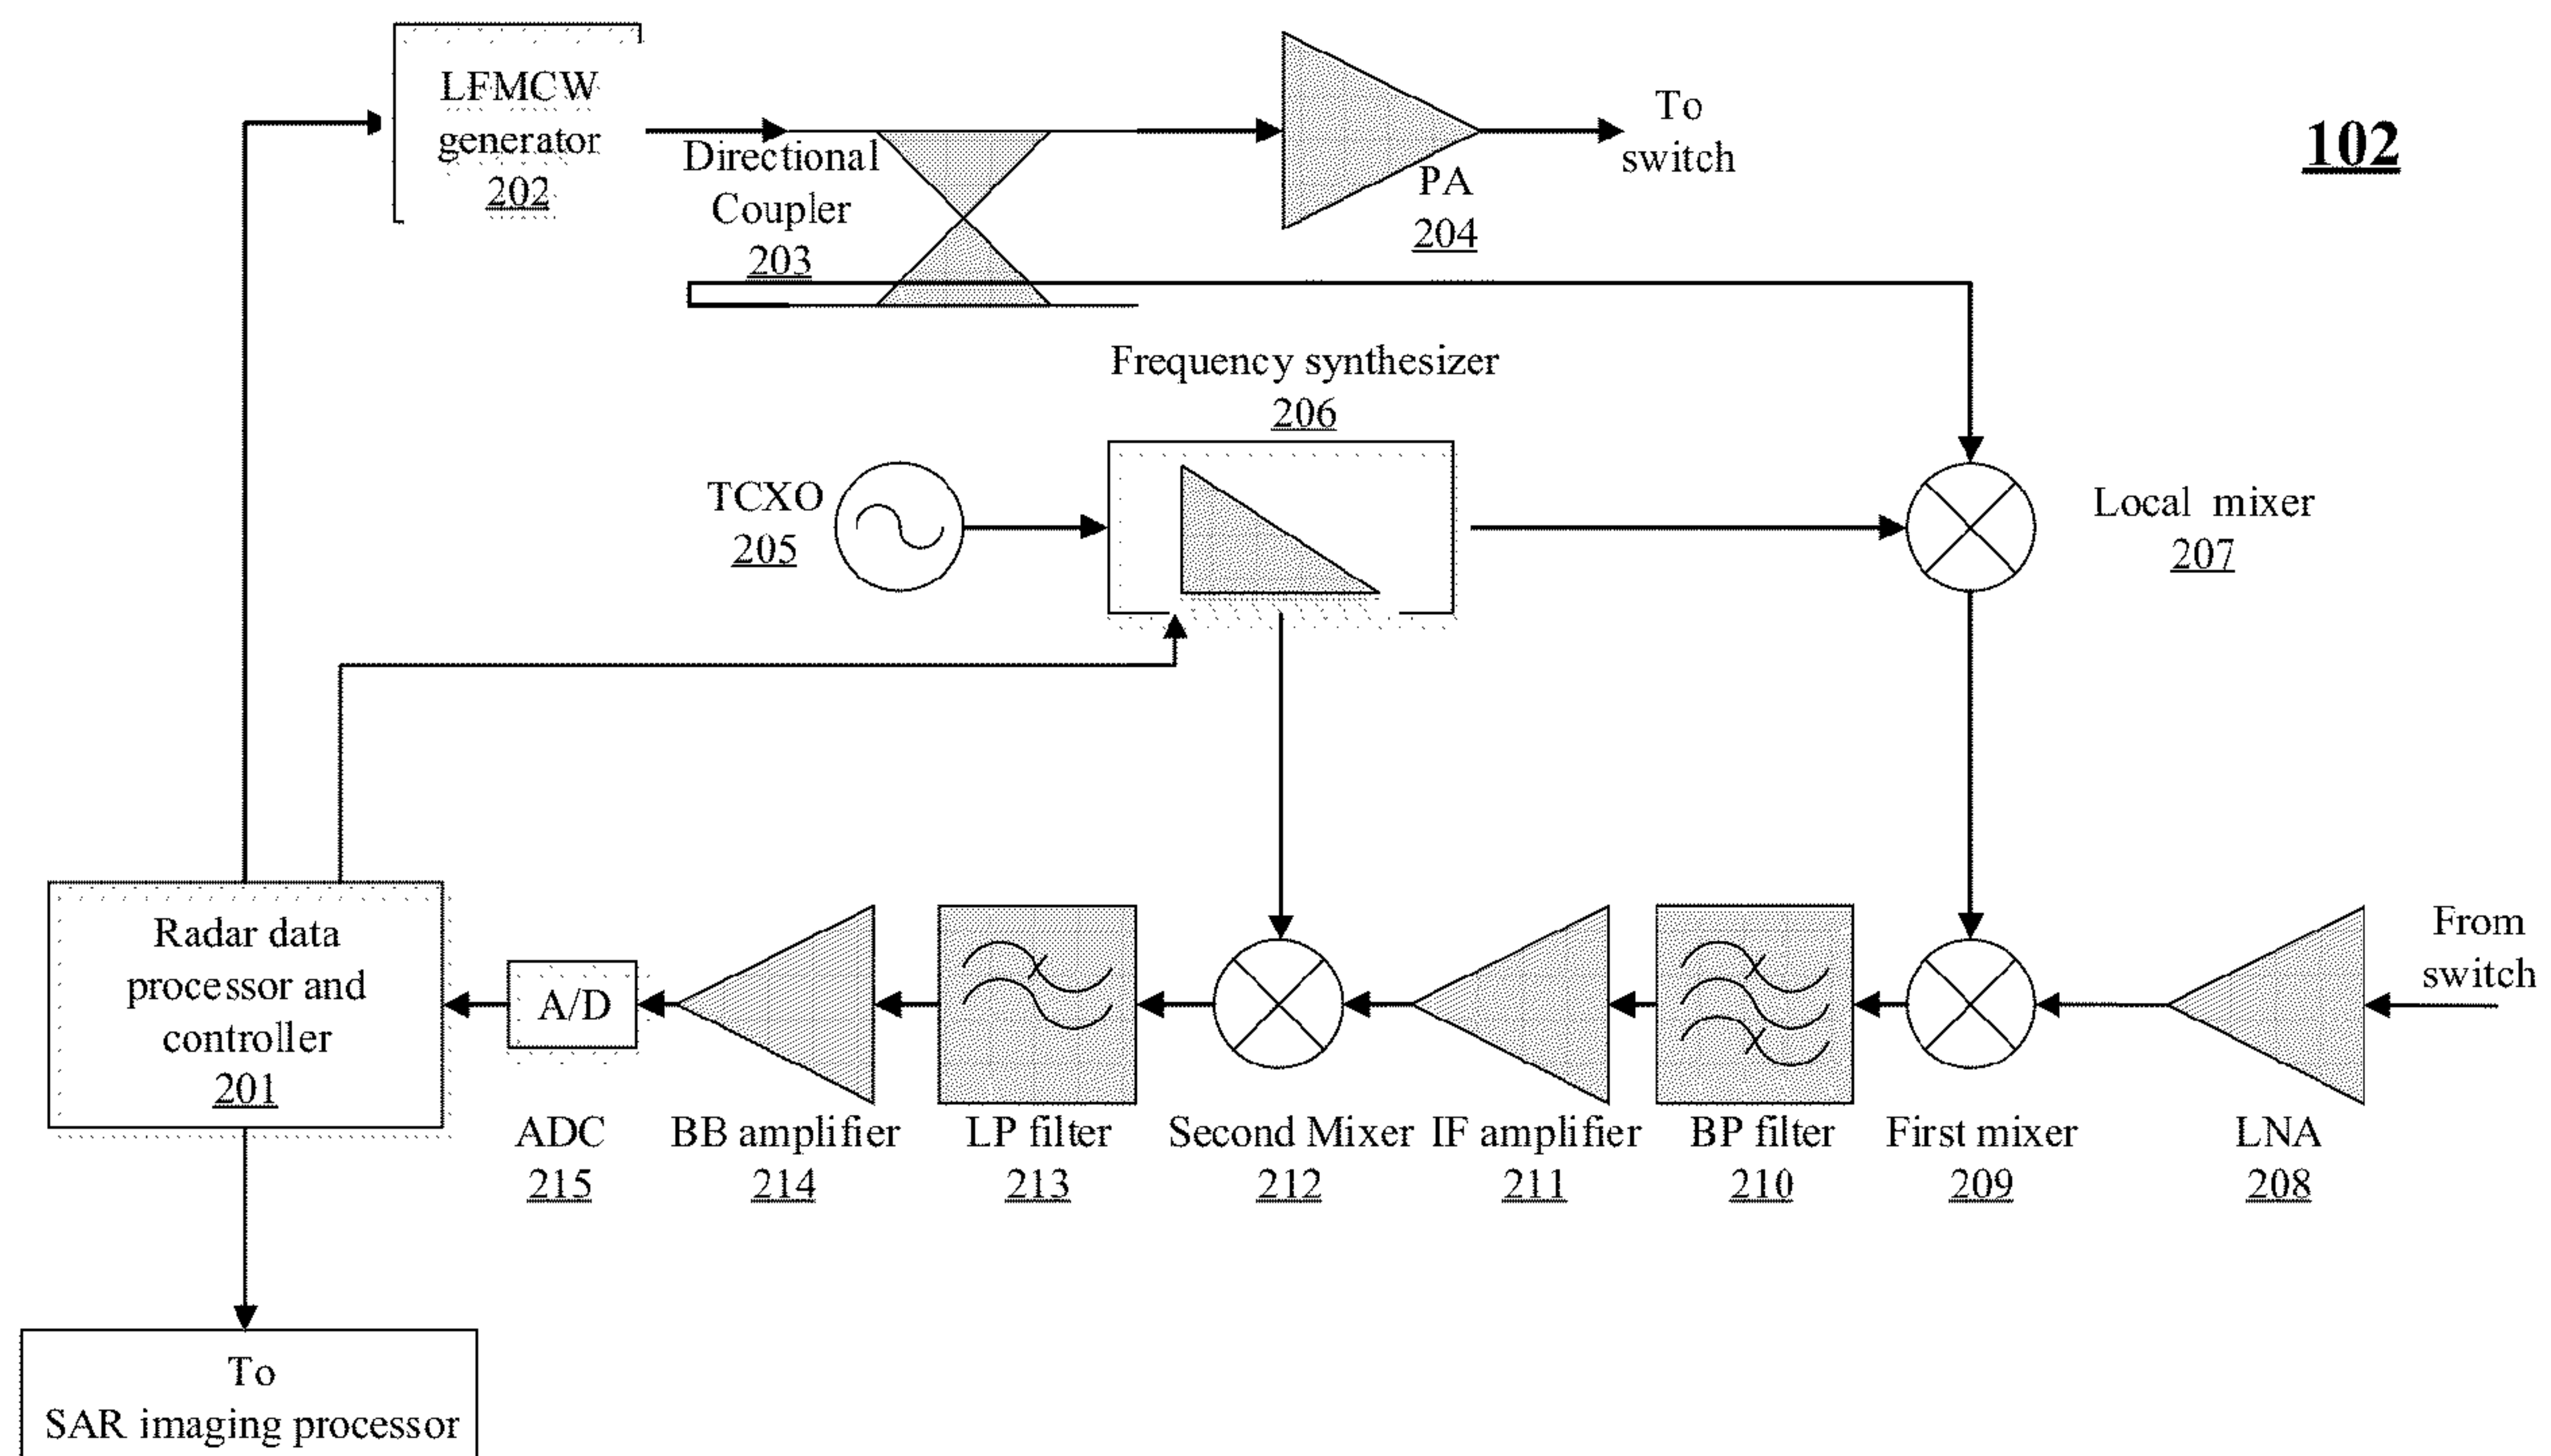 LFMCW
generator
202
Directional
Coupler
203
PA
204
To
switch
102
Frequency synthesizer
206
TCXO
205
Local mixer
207
Radar data
processor and
controller
201
A/D
ADC
215
BB amplifier
214
LP filter
213
Second Mixer
212
IF amplifier
211
BP filter
210
First mixer
209
LNA
208
From
switch
To
SAR imaging processor